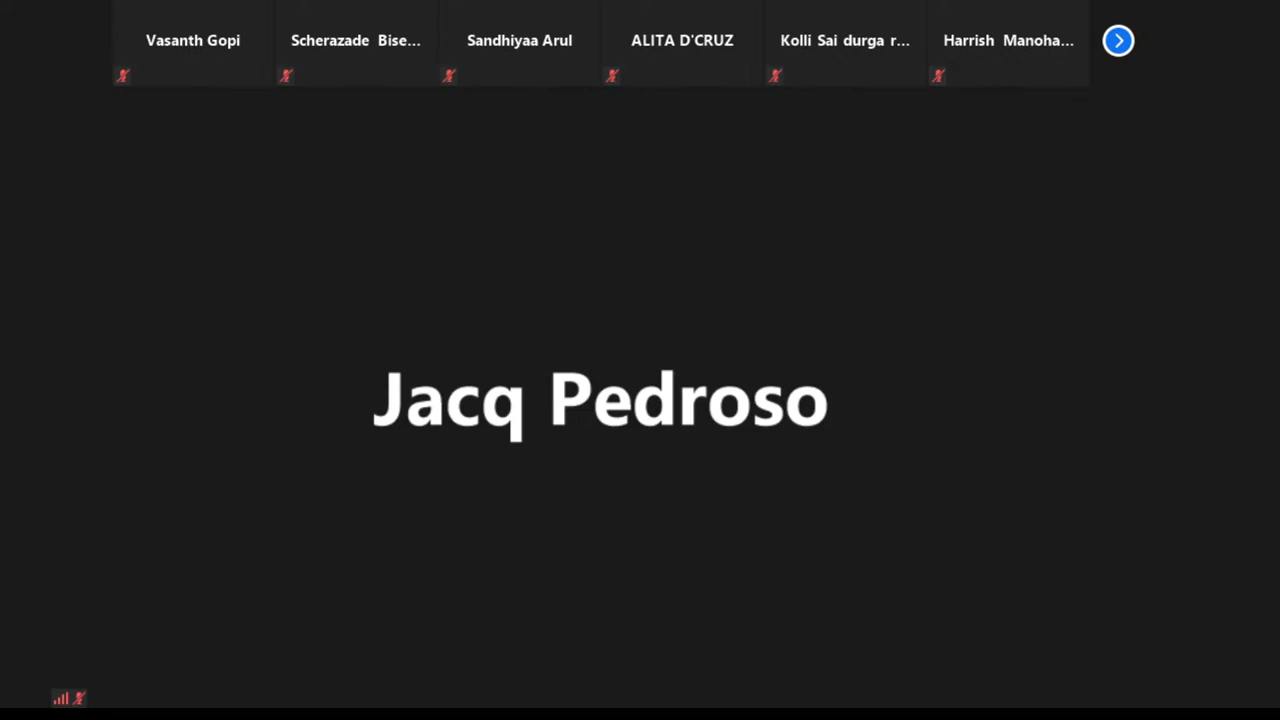 Vasanth Gopi
Scherazade Bise...
Sandhiyaa Arul
ALITA D'CRUZ
Kolli Sai durga r...
Harrish Manoha...
Jacq Pedroso